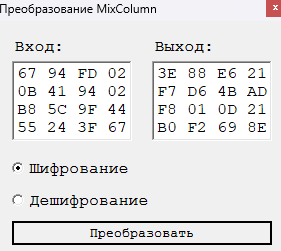 Преобразование MixColumn
x
Вход: Выход:
67 94 FD 02 3E 88 E6 21
0B 41 94 02 F7 D6 4B AD
B8 5C 9F 44 F8 01 0D 21
55 24 3F 67 B0 F2 69 8E
Шифрование
Дешифрование
Преобразовать